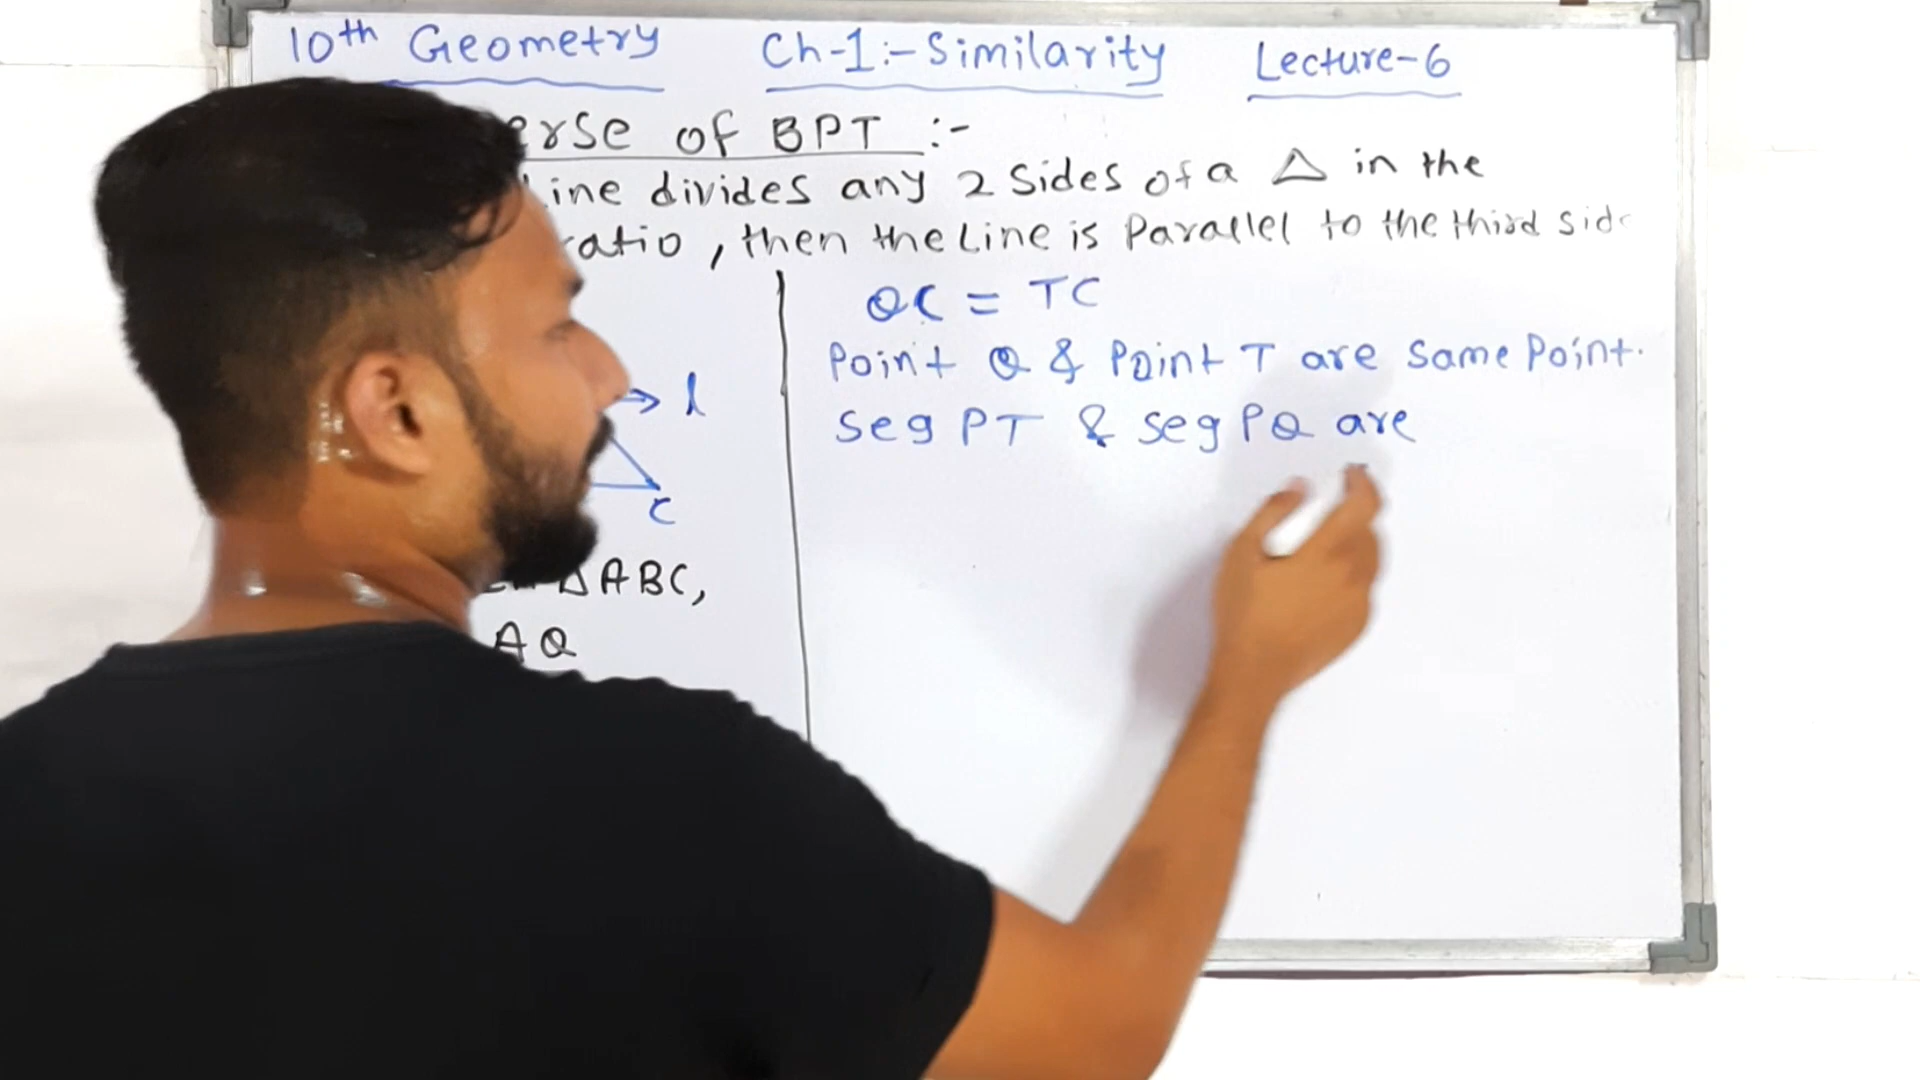 10th Geometry Ch-1:- Similarity Lecture-6
erse of BPT :-
Line divides any 2 Sides of a △ in the
ratio, then the Line is Parallel to the third side
QC = TC
Point Q & Point T are Same Point.
Seg PT & Seg PQ are
l
C
△ABC,
AQ